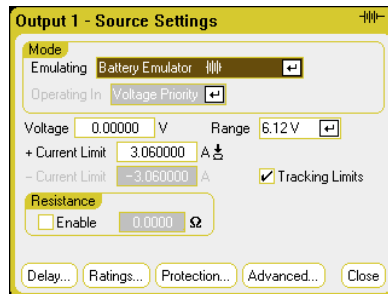 Output 1 - Source Settings
Mode
Emulating Battery Emulator
Operating In Voltage Priority
Voltage 0.00000 V Range 6.12 V
+ Current Limit 3.060000 A
- Current Limit -3.060000 A Tracking Limits
Resistance
Enable 0.0000 Ω
Delay... Ratings... Protection... Advanced... Close